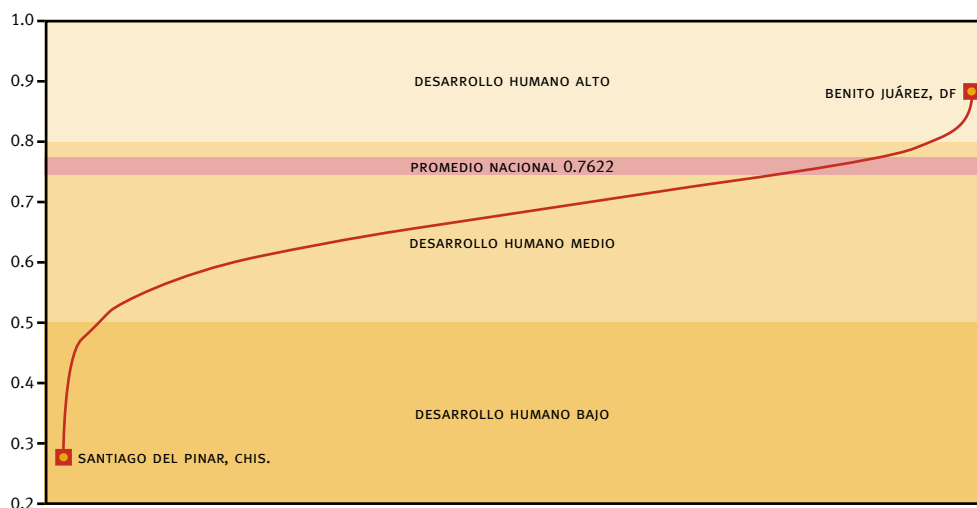 1.0
0.9
DESARROLLO HUMANO ALTO
BENITO JUÁREZ, DF
0.8
PROMEDIO NACIONAL 0.7622
0.7
DESARROLLO HUMANO MEDIO
0.6
0.5
0.4
DESARROLLO HUMANO BAJO
0.3
SANTIAGO DEL PINAR, CHIS.
0.2